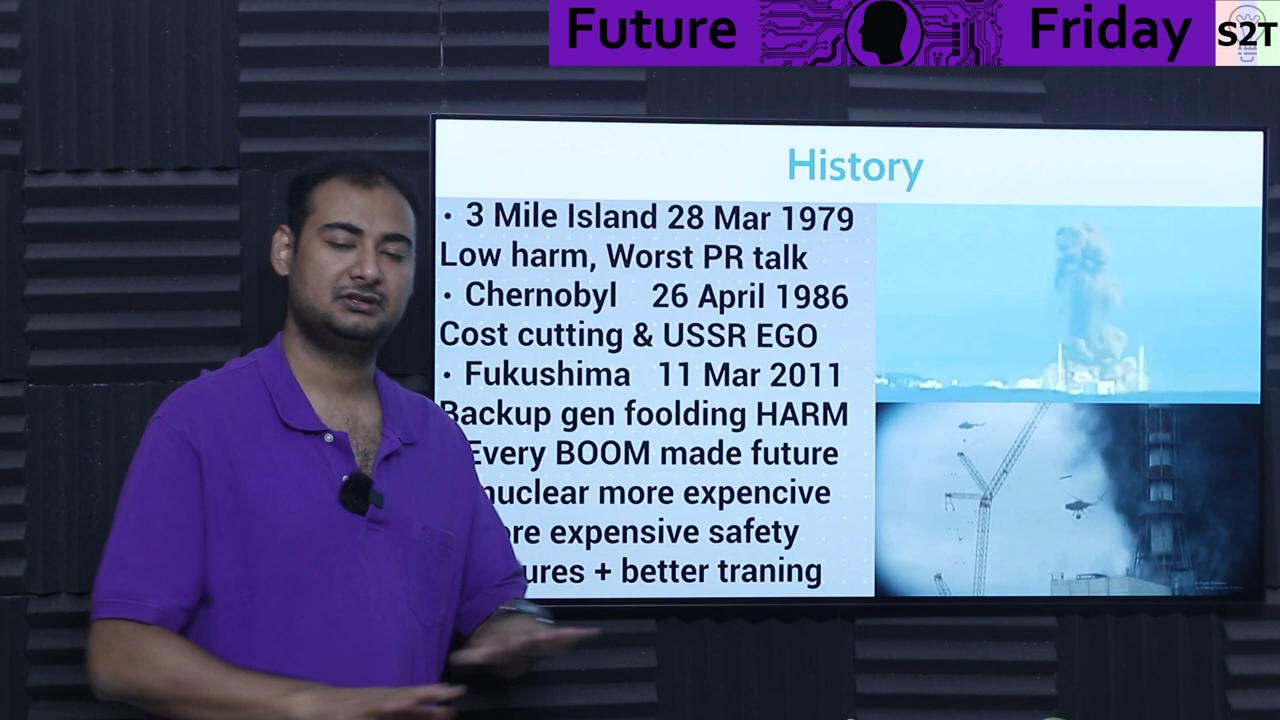 Future Friday S2T
History
• 3 Mile Island 28 Mar 1979
Low harm, Worst PR talk
• Chernobyl 26 April 1986
Cost cutting & USSR EGO
• Fukushima 11 Mar 2011
Backup gen foolding HARM
Every BOOM made future
nuclear more expencive
expensive safety
+ better traning